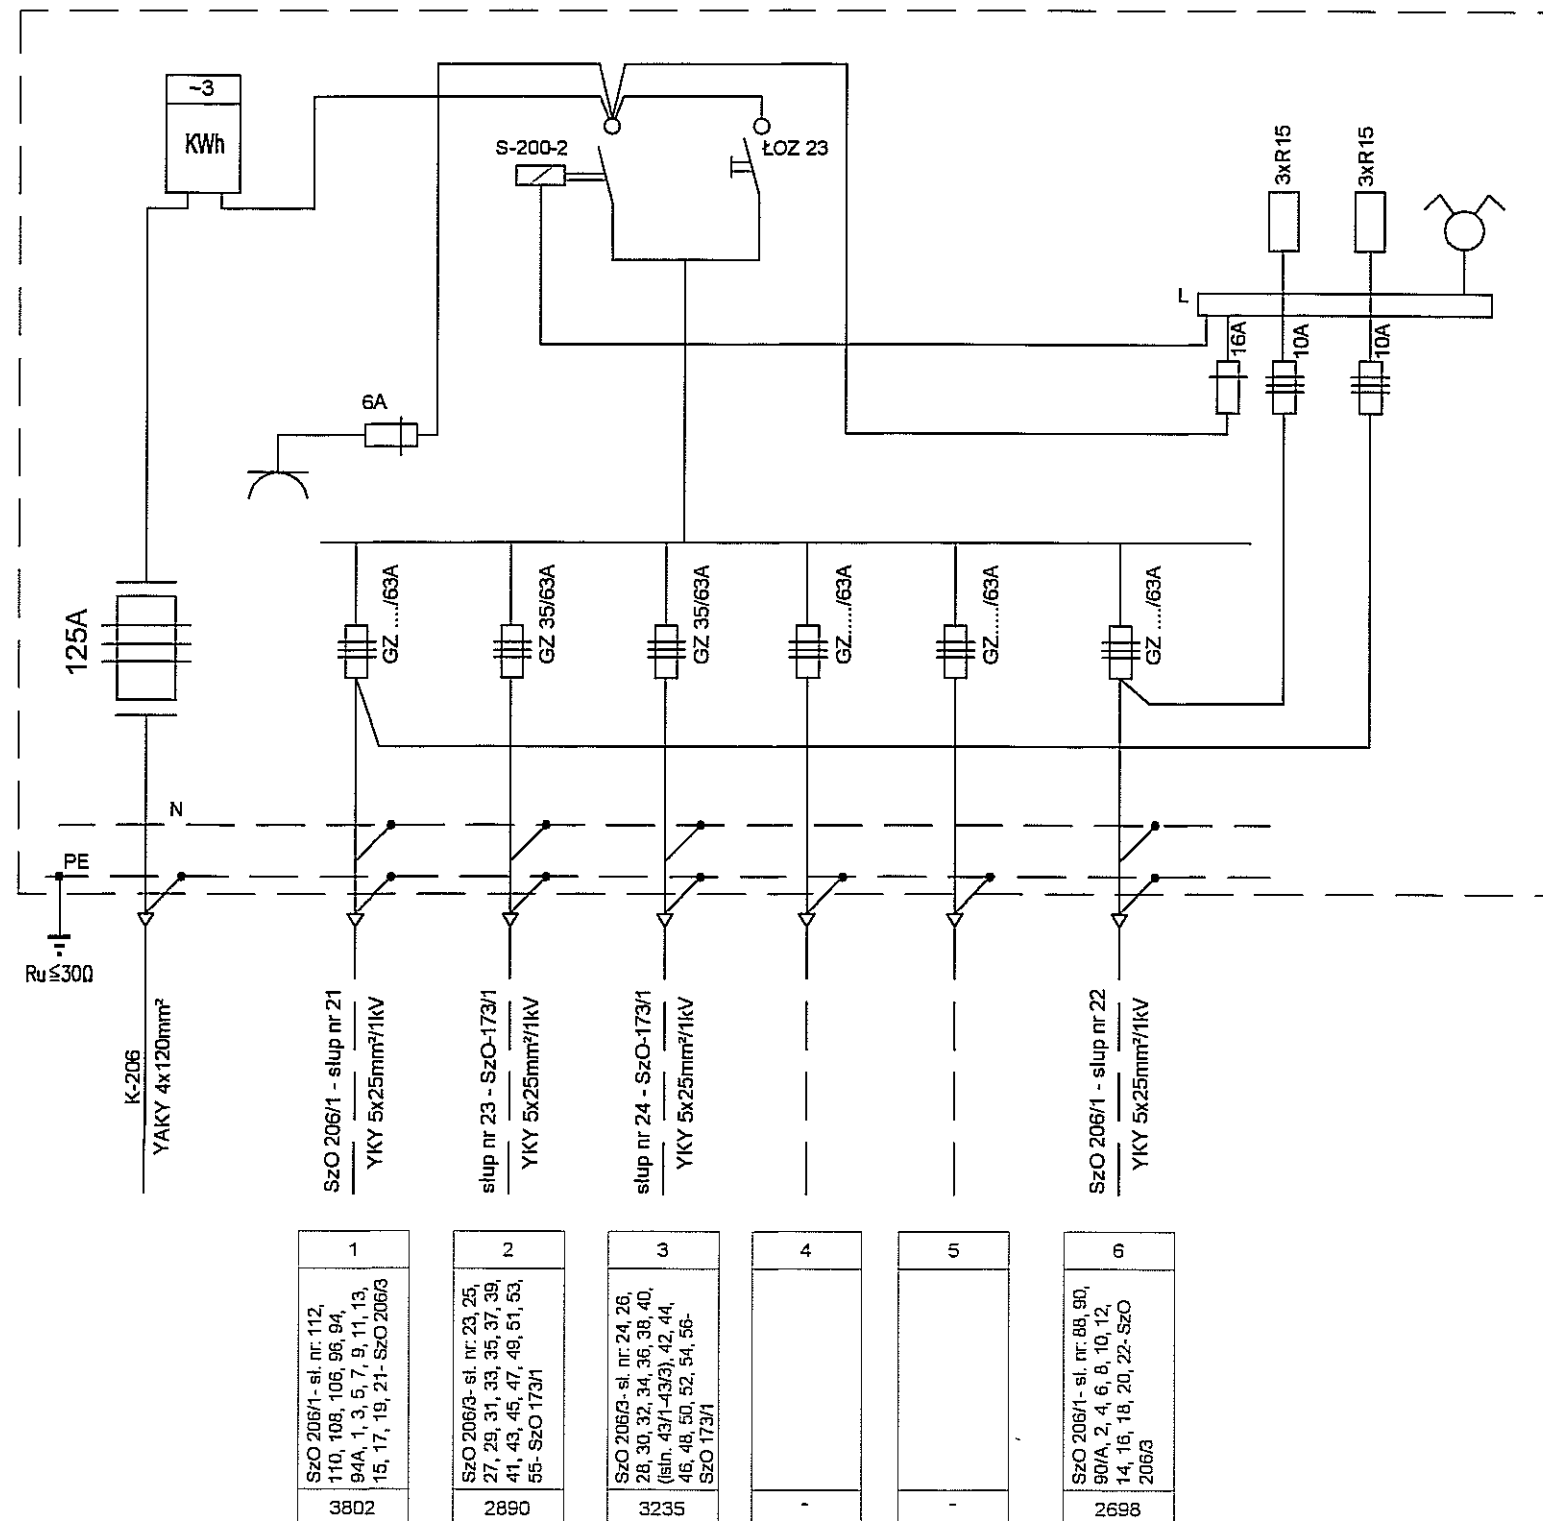 ~3
KWh
S-200-2
ŁOZ 23
3xR15
3xR15
L
16A
10A
10A
6A
125A
GZ ..../63A
GZ 35/63A
GZ 35/63A
GZ...../63A
GZ...../63A
GZ ..../63A
N
PE
Ru≤30Ω
K-206
YAKY 4x120mm²
SzO 206/1 - słup nr 21
YKY 5x25mm²/1kV
słup nr 23 - SzO-173/1
YKY 5x25mm²/1kV
słup nr 24 - SzO-173/1
YKY 5x25mm²/1kV
SzO 206/1 - słup nr 22
YKY 5x25mm²/1kV
1
SzO 206/1 - sł. nr: 112,
110, 108, 106, 96, 94,
94A, 1, 3, 5, 7, 9, 11, 13,
15, 17, 19, 21- SzO 206/3
3802
2
SzO 206/3- sł. nr: 23, 25,
27, 29, 31, 33, 35, 37, 39,
41, 43, 45, 47, 49, 51, 53,
55- SzO 173/1
2890
3
SzO 206/3- sł. nr: 24, 26,
28, 30, 32, 34, 36, 38, 40,
(istn. 43/1-43/3), 42, 44,
46, 48, 50, 52, 54, 56-
SzO 173/1
3235
4
-
5
-
6
SzO 206/1 - sł. nr: 88, 90,
90/A, 2, 4, 6, 8, 10, 12,
14, 16, 18, 20, 22- SzO
206/3
2698